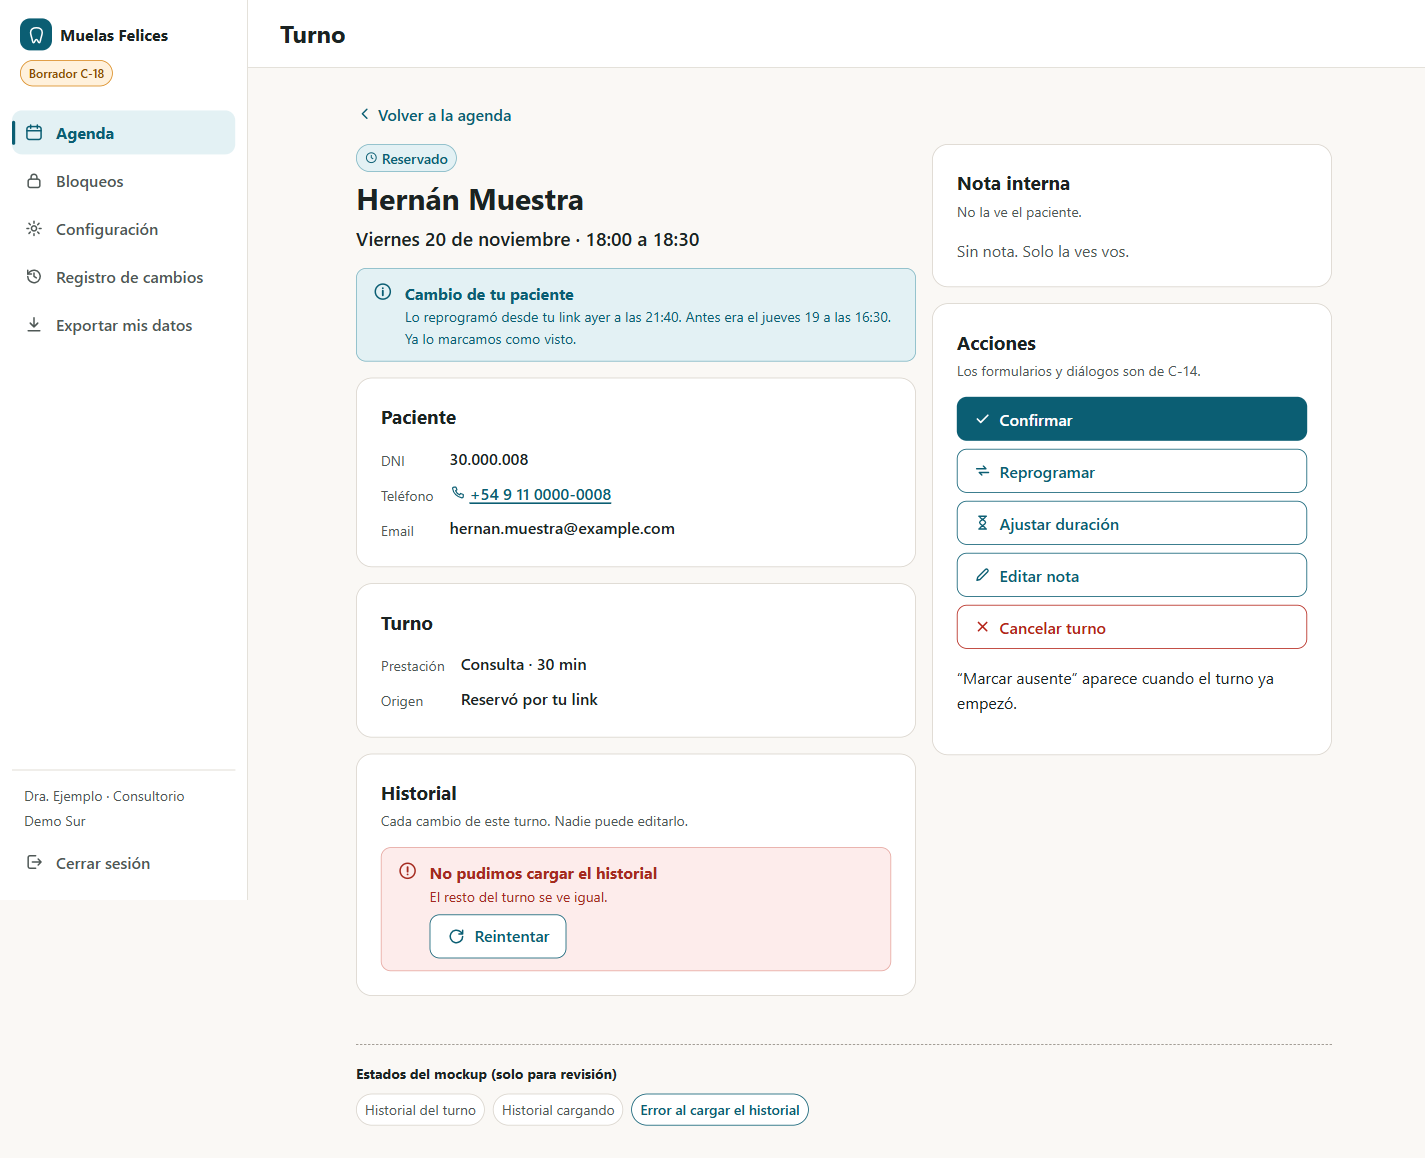 Muelas Felices
Borrador C-18
Agenda
Bloqueos
Configuración
Registro de cambios
Exportar mis datos
Dra. Ejemplo · Consultorio
Demo Sur
Cerrar sesión
Turno
Volver a la agenda
Reservado
Hernán Muestra
Viernes 20 de noviembre · 18:00 a 18:30
Cambio de tu paciente
Lo reprogramó desde tu link ayer a las 21:40. Antes era el jueves 19 a las 16:30.
Ya lo marcamos como visto.
Paciente
DNI 30.000.008
Teléfono +54 9 11 0000-0008
Email hernan.muestra@example.com
Turno
Prestación Consulta · 30 min
Origen Reservó por tu link
Historial
Cada cambio de este turno. Nadie puede editarlo.
No pudimos cargar el historial
El resto del turno se ve igual.
Reintentar
Nota interna
No la ve el paciente.
Sin nota. Solo la ves vos.
Acciones
Los formularios y diálogos son de C-14.
Confirmar
Reprogramar
Ajustar duración
Editar nota
Cancelar turno
“Marcar ausente” aparece cuando el turno ya
empezó.
Estados del mockup (solo para revisión)
Historial del turno
Historial cargando
Error al cargar el historial